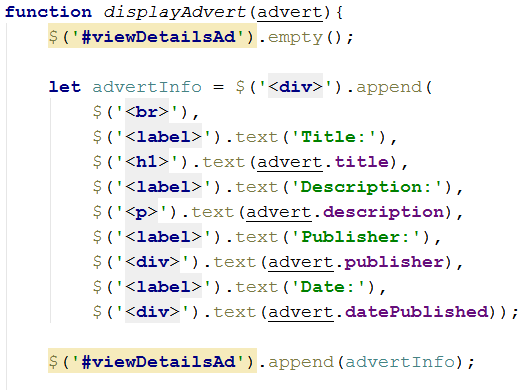 function displayAdvert(advert){
    $('#viewDetailsAd').empty();
    let advertInfo = $('<div>').append(
        $('<br>'),
        $('<label>').text('Title:'),
        $('<h1>').text(advert.title),
        $('<label>').text('Description:'),
        $('<p>').text(advert.description),
        $('<label>').text('Publisher:'),
        $('<div>').text(advert.publisher),
        $('<label>').text('Date:'),
        $('<div>').text(advert.datePublished));
    $('#viewDetailsAd').append(advertInfo);